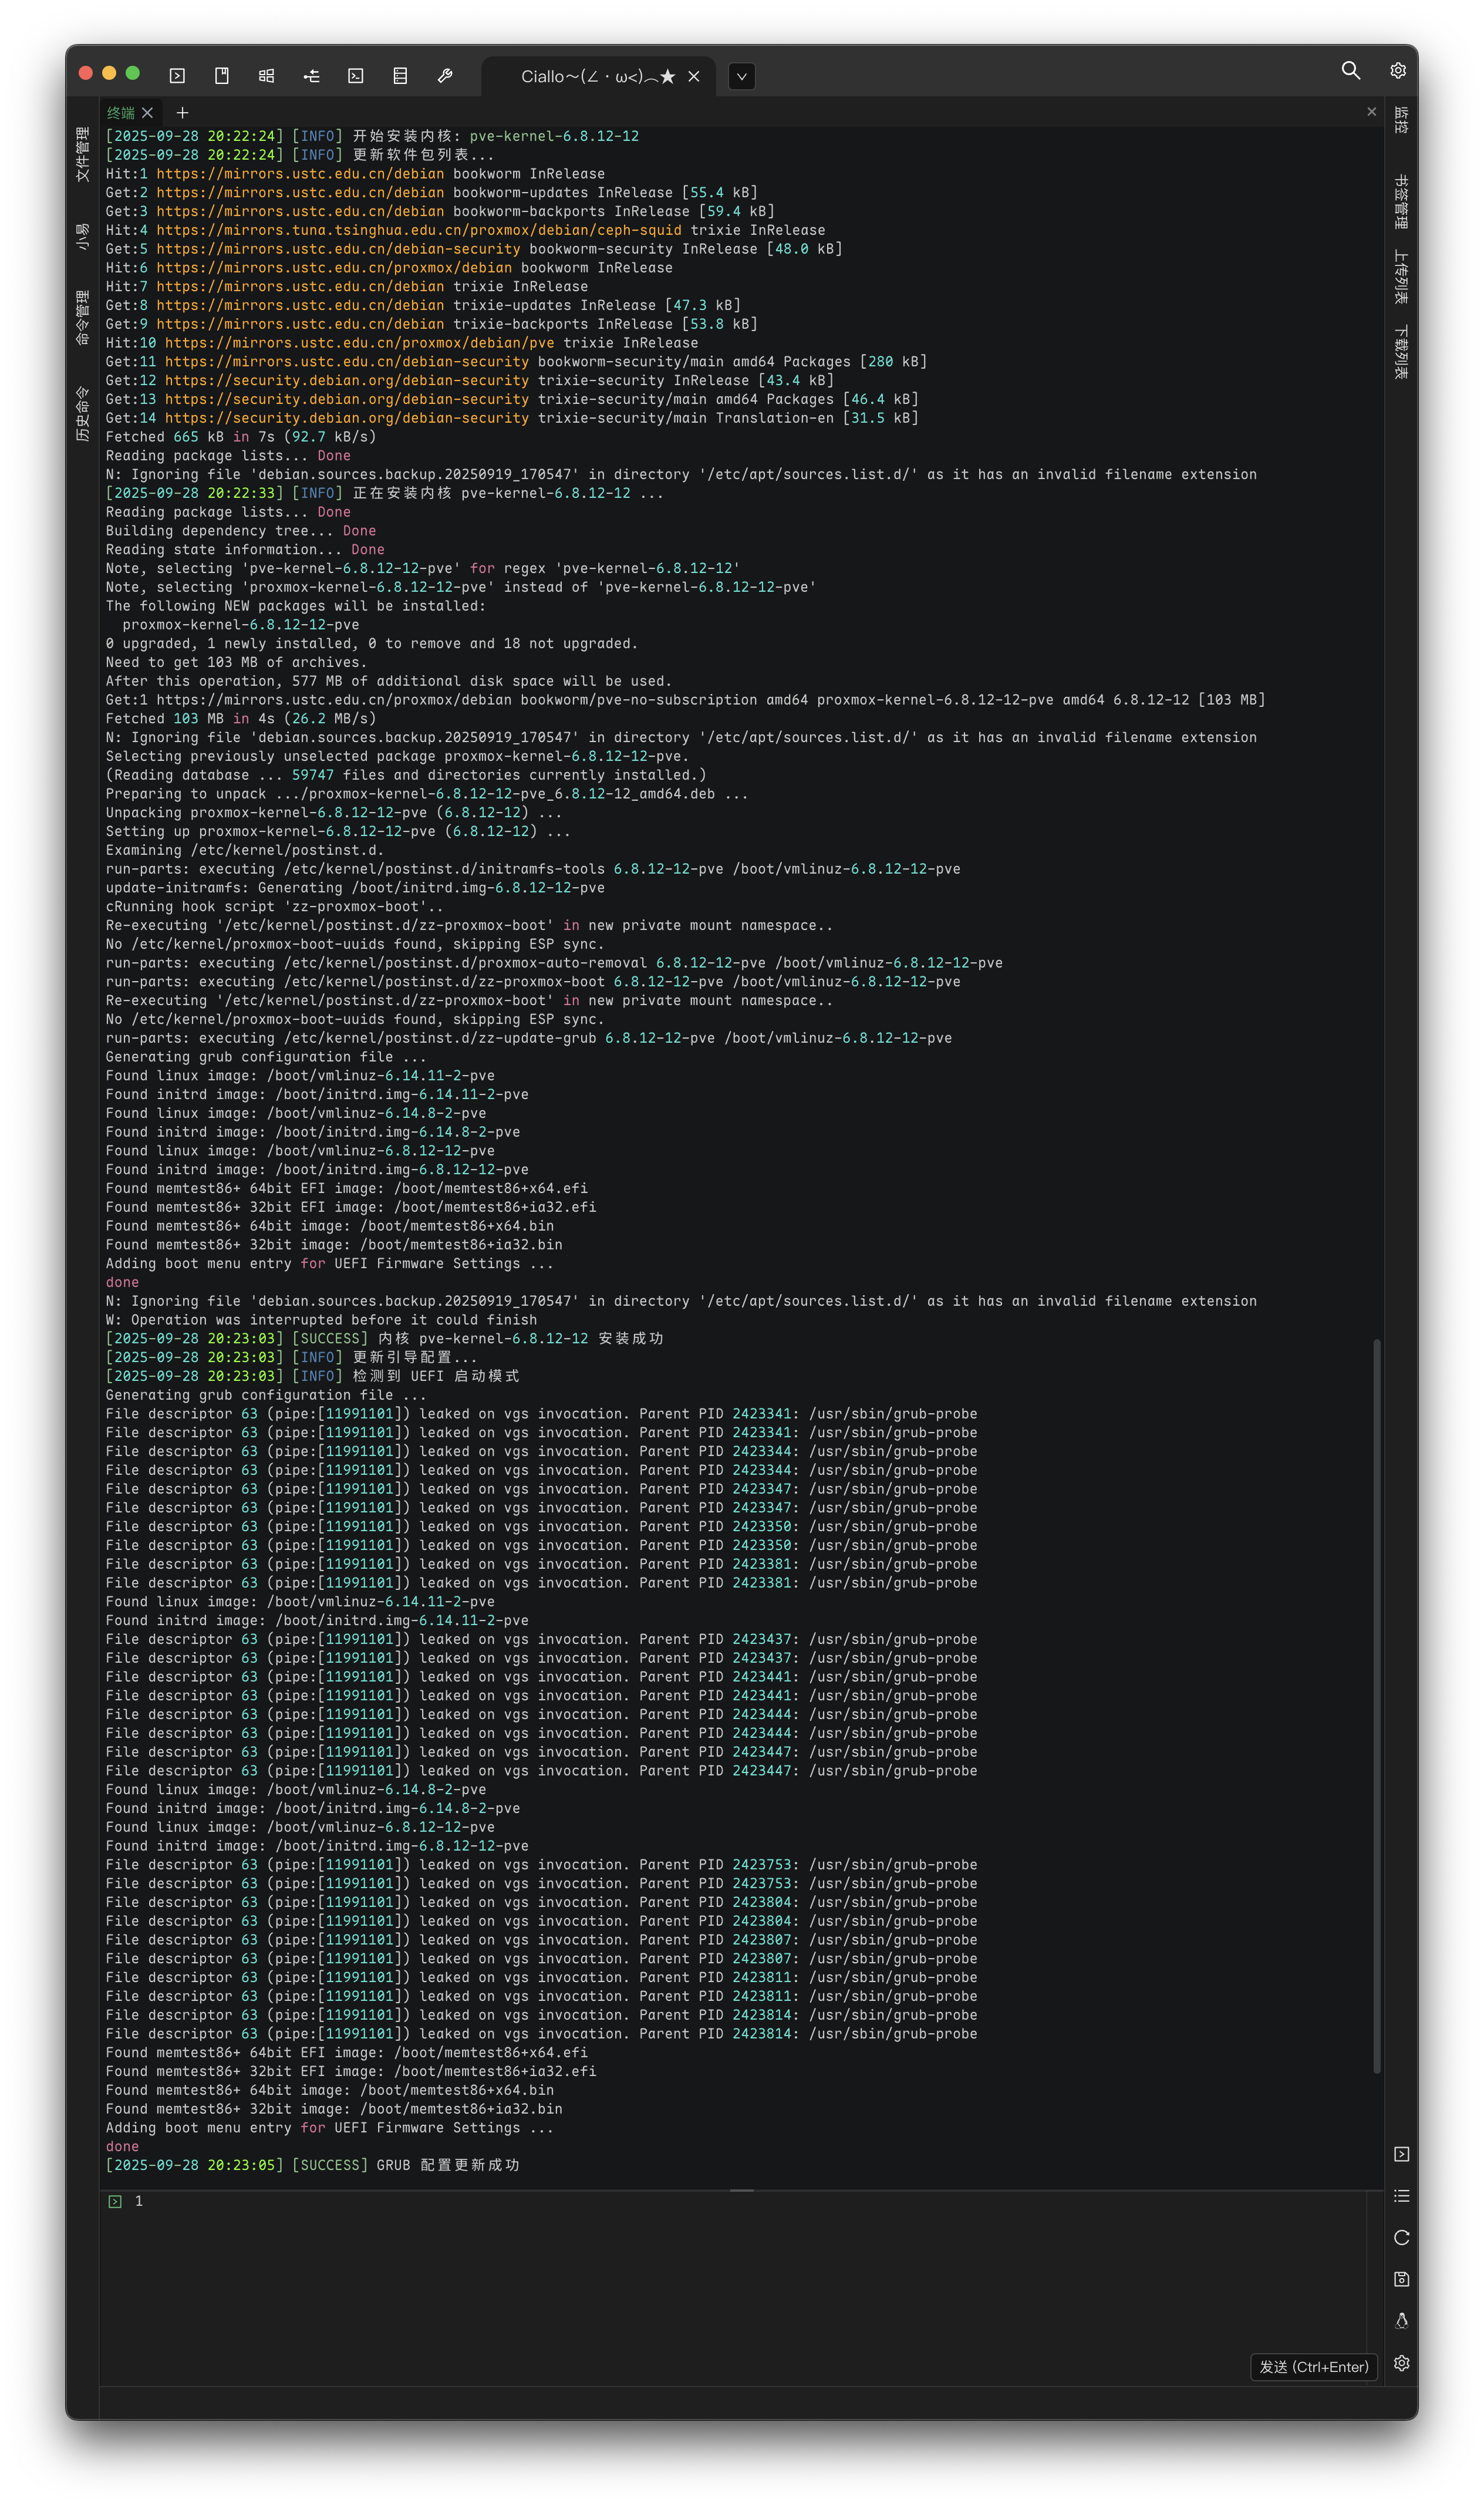 Ciallo～(∠・ω<)⌒★
终端
文件管理
小易
命令管理
历史命令
监控
书签管理
上传列表
下载列表
[2025-09-28 20:22:24] [INFO] 开始安装内核: pve-kernel-6.8.12-12
[2025-09-28 20:22:24] [INFO] 更新软件包列表...
Hit:1 https://mirrors.ustc.edu.cn/debian bookworm InRelease
Get:2 https://mirrors.ustc.edu.cn/debian bookworm-updates InRelease [55.4 kB]
Get:3 https://mirrors.ustc.edu.cn/debian bookworm-backports InRelease [59.4 kB]
Hit:4 https://mirrors.tuna.tsinghua.edu.cn/proxmox/debian/ceph-squid trixie InRelease
Get:5 https://mirrors.ustc.edu.cn/debian-security bookworm-security InRelease [48.0 kB]
Hit:6 https://mirrors.ustc.edu.cn/proxmox/debian bookworm InRelease
Hit:7 https://mirrors.ustc.edu.cn/debian trixie InRelease
Get:8 https://mirrors.ustc.edu.cn/debian trixie-updates InRelease [47.3 kB]
Get:9 https://mirrors.ustc.edu.cn/debian trixie-backports InRelease [53.8 kB]
Hit:10 https://mirrors.ustc.edu.cn/proxmox/debian/pve trixie InRelease
Get:11 https://mirrors.ustc.edu.cn/debian-security bookworm-security/main amd64 Packages [280 kB]
Get:12 https://security.debian.org/debian-security trixie-security InRelease [43.4 kB]
Get:13 https://security.debian.org/debian-security trixie-security/main amd64 Packages [46.4 kB]
Get:14 https://security.debian.org/debian-security trixie-security/main Translation-en [31.5 kB]
Fetched 665 kB in 7s (92.7 kB/s)
Reading package lists... Done
N: Ignoring file 'debian.sources.backup.20250919_170547' in directory '/etc/apt/sources.list.d/' as it has an invalid filename extension
[2025-09-28 20:22:33] [INFO] 正在安装内核 pve-kernel-6.8.12-12 ...
Reading package lists... Done
Building dependency tree... Done
Reading state information... Done
Note, selecting 'pve-kernel-6.8.12-12-pve' for regex 'pve-kernel-6.8.12-12'
Note, selecting 'proxmox-kernel-6.8.12-12-pve' instead of 'pve-kernel-6.8.12-12-pve'
The following NEW packages will be installed:
  proxmox-kernel-6.8.12-12-pve
0 upgraded, 1 newly installed, 0 to remove and 18 not upgraded.
Need to get 103 MB of archives.
After this operation, 577 MB of additional disk space will be used.
Get:1 https://mirrors.ustc.edu.cn/proxmox/debian bookworm/pve-no-subscription amd64 proxmox-kernel-6.8.12-12-pve amd64 6.8.12-12 [103 MB]
Fetched 103 MB in 4s (26.2 MB/s)
N: Ignoring file 'debian.sources.backup.20250919_170547' in directory '/etc/apt/sources.list.d/' as it has an invalid filename extension
Selecting previously unselected package proxmox-kernel-6.8.12-12-pve.
(Reading database ... 59747 files and directories currently installed.)
Preparing to unpack .../proxmox-kernel-6.8.12-12-pve_6.8.12-12_amd64.deb ...
Unpacking proxmox-kernel-6.8.12-12-pve (6.8.12-12) ...
Setting up proxmox-kernel-6.8.12-12-pve (6.8.12-12) ...
Examining /etc/kernel/postinst.d.
run-parts: executing /etc/kernel/postinst.d/initramfs-tools 6.8.12-12-pve /boot/vmlinuz-6.8.12-12-pve
update-initramfs: Generating /boot/initrd.img-6.8.12-12-pve
cRunning hook script 'zz-proxmox-boot'..
Re-executing '/etc/kernel/postinst.d/zz-proxmox-boot' in new private mount namespace..
No /etc/kernel/proxmox-boot-uuids found, skipping ESP sync.
run-parts: executing /etc/kernel/postinst.d/proxmox-auto-removal 6.8.12-12-pve /boot/vmlinuz-6.8.12-12-pve
run-parts: executing /etc/kernel/postinst.d/zz-proxmox-boot 6.8.12-12-pve /boot/vmlinuz-6.8.12-12-pve
Re-executing '/etc/kernel/postinst.d/zz-proxmox-boot' in new private mount namespace..
No /etc/kernel/proxmox-boot-uuids found, skipping ESP sync.
run-parts: executing /etc/kernel/postinst.d/zz-update-grub 6.8.12-12-pve /boot/vmlinuz-6.8.12-12-pve
Generating grub configuration file ...
Found linux image: /boot/vmlinuz-6.14.11-2-pve
Found initrd image: /boot/initrd.img-6.14.11-2-pve
Found linux image: /boot/vmlinuz-6.14.8-2-pve
Found initrd image: /boot/initrd.img-6.14.8-2-pve
Found linux image: /boot/vmlinuz-6.8.12-12-pve
Found initrd image: /boot/initrd.img-6.8.12-12-pve
Found memtest86+ 64bit EFI image: /boot/memtest86+x64.efi
Found memtest86+ 32bit EFI image: /boot/memtest86+ia32.efi
Found memtest86+ 64bit image: /boot/memtest86+x64.bin
Found memtest86+ 32bit image: /boot/memtest86+ia32.bin
Adding boot menu entry for UEFI Firmware Settings ...
done
N: Ignoring file 'debian.sources.backup.20250919_170547' in directory '/etc/apt/sources.list.d/' as it has an invalid filename extension
W: Operation was interrupted before it could finish
[2025-09-28 20:23:03] [SUCCESS] 内核 pve-kernel-6.8.12-12 安装成功
[2025-09-28 20:23:03] [INFO] 更新引导配置...
[2025-09-28 20:23:03] [INFO] 检测到 UEFI 启动模式
Generating grub configuration file ...
File descriptor 63 (pipe:[11991101]) leaked on vgs invocation. Parent PID 2423341: /usr/sbin/grub-probe
File descriptor 63 (pipe:[11991101]) leaked on vgs invocation. Parent PID 2423341: /usr/sbin/grub-probe
File descriptor 63 (pipe:[11991101]) leaked on vgs invocation. Parent PID 2423344: /usr/sbin/grub-probe
File descriptor 63 (pipe:[11991101]) leaked on vgs invocation. Parent PID 2423344: /usr/sbin/grub-probe
File descriptor 63 (pipe:[11991101]) leaked on vgs invocation. Parent PID 2423347: /usr/sbin/grub-probe
File descriptor 63 (pipe:[11991101]) leaked on vgs invocation. Parent PID 2423347: /usr/sbin/grub-probe
File descriptor 63 (pipe:[11991101]) leaked on vgs invocation. Parent PID 2423350: /usr/sbin/grub-probe
File descriptor 63 (pipe:[11991101]) leaked on vgs invocation. Parent PID 2423350: /usr/sbin/grub-probe
File descriptor 63 (pipe:[11991101]) leaked on vgs invocation. Parent PID 2423381: /usr/sbin/grub-probe
File descriptor 63 (pipe:[11991101]) leaked on vgs invocation. Parent PID 2423381: /usr/sbin/grub-probe
Found linux image: /boot/vmlinuz-6.14.11-2-pve
Found initrd image: /boot/initrd.img-6.14.11-2-pve
File descriptor 63 (pipe:[11991101]) leaked on vgs invocation. Parent PID 2423437: /usr/sbin/grub-probe
File descriptor 63 (pipe:[11991101]) leaked on vgs invocation. Parent PID 2423437: /usr/sbin/grub-probe
File descriptor 63 (pipe:[11991101]) leaked on vgs invocation. Parent PID 2423441: /usr/sbin/grub-probe
File descriptor 63 (pipe:[11991101]) leaked on vgs invocation. Parent PID 2423441: /usr/sbin/grub-probe
File descriptor 63 (pipe:[11991101]) leaked on vgs invocation. Parent PID 2423444: /usr/sbin/grub-probe
File descriptor 63 (pipe:[11991101]) leaked on vgs invocation. Parent PID 2423444: /usr/sbin/grub-probe
File descriptor 63 (pipe:[11991101]) leaked on vgs invocation. Parent PID 2423447: /usr/sbin/grub-probe
File descriptor 63 (pipe:[11991101]) leaked on vgs invocation. Parent PID 2423447: /usr/sbin/grub-probe
Found linux image: /boot/vmlinuz-6.14.8-2-pve
Found initrd image: /boot/initrd.img-6.14.8-2-pve
Found linux image: /boot/vmlinuz-6.8.12-12-pve
Found initrd image: /boot/initrd.img-6.8.12-12-pve
File descriptor 63 (pipe:[11991101]) leaked on vgs invocation. Parent PID 2423753: /usr/sbin/grub-probe
File descriptor 63 (pipe:[11991101]) leaked on vgs invocation. Parent PID 2423753: /usr/sbin/grub-probe
File descriptor 63 (pipe:[11991101]) leaked on vgs invocation. Parent PID 2423804: /usr/sbin/grub-probe
File descriptor 63 (pipe:[11991101]) leaked on vgs invocation. Parent PID 2423804: /usr/sbin/grub-probe
File descriptor 63 (pipe:[11991101]) leaked on vgs invocation. Parent PID 2423807: /usr/sbin/grub-probe
File descriptor 63 (pipe:[11991101]) leaked on vgs invocation. Parent PID 2423807: /usr/sbin/grub-probe
File descriptor 63 (pipe:[11991101]) leaked on vgs invocation. Parent PID 2423811: /usr/sbin/grub-probe
File descriptor 63 (pipe:[11991101]) leaked on vgs invocation. Parent PID 2423811: /usr/sbin/grub-probe
File descriptor 63 (pipe:[11991101]) leaked on vgs invocation. Parent PID 2423814: /usr/sbin/grub-probe
File descriptor 63 (pipe:[11991101]) leaked on vgs invocation. Parent PID 2423814: /usr/sbin/grub-probe
Found memtest86+ 64bit EFI image: /boot/memtest86+x64.efi
Found memtest86+ 32bit EFI image: /boot/memtest86+ia32.efi
Found memtest86+ 64bit image: /boot/memtest86+x64.bin
Found memtest86+ 32bit image: /boot/memtest86+ia32.bin
Adding boot menu entry for UEFI Firmware Settings ...
done
[2025-09-28 20:23:05] [SUCCESS] GRUB 配置更新成功
1
发送 (Ctrl+Enter)